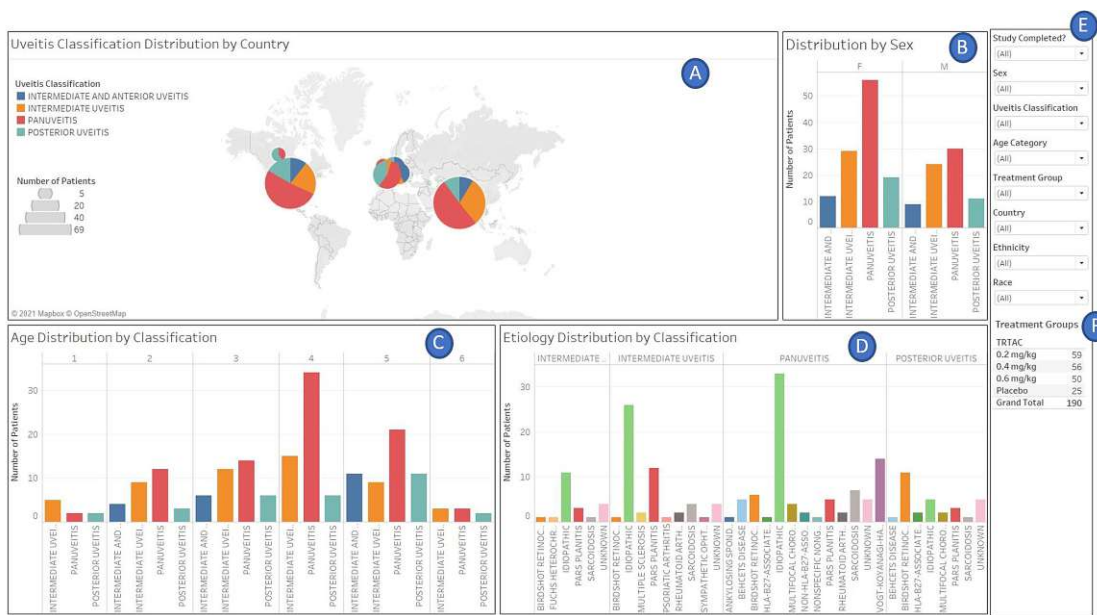 Uveitis Classification Distribution by Country
A
Uveitis Classification
INTERMEDIATE AND ANTERIOR UVEITIS
INTERMEDIATE UVEITIS
PANUVEITIS
POSTERIOR UVEITIS
Number of Patients
5
20
40
69
© 2021 Mapbox © OpenStreetMap
Distribution by Sex
B
F M
Number of Patients
50
40
30
20
10
0
INTERMEDIATE AND..
INTERMEDIATE UVEI..
PANUVEITIS
POSTERIOR UVEITIS
INTERMEDIATE AND..
INTERMEDIATE UVEI..
PANUVEITIS
POSTERIOR UVEITIS
E
Study Completed?
(All)
Sex
(All)
Uveitis Classification
(All)
Age Category
(All)
Treatment Group
(All)
Country
(All)
Ethnicity
(All)
Race
(All)
Treatment Groups
F
TRTAC
0.2 mg/kg 59
0.4 mg/kg 56
0.6 mg/kg 50
Placebo 25
Grand Total 190
Age Distribution by Classification
C
1 2 3 4 5 6
Number of Patients
30
20
10
0
INTERMEDIATE UVEI..
PANUVEITIS
POSTERIOR UVEITIS
INTERMEDIATE AND..
INTERMEDIATE UVEI..
PANUVEITIS
POSTERIOR UVEITIS
INTERMEDIATE AND..
INTERMEDIATE UVEI..
PANUVEITIS
POSTERIOR UVEITIS
INTERMEDIATE UVEI..
PANUVEITIS
POSTERIOR UVEITIS
INTERMEDIATE AND..
INTERMEDIATE UVEI..
PANUVEITIS
POSTERIOR UVEITIS
INTERMEDIATE UVEI..
PANUVEITIS
POSTERIOR UVEITIS
Etiology Distribution by Classification
D
INTERMEDIATE .. INTERMEDIATE UVEITIS PANUVEITIS POSTERIOR UVEITIS
Number of Patients
30
20
10
0
BIRDSHOT RETINOC..
FUCHS HETEROCHR..
IDIOPATHIC
PARS PLANITIS
SARCOIDOSIS
UNKNOWN
BIRDSHOT RETINOC..
IDIOPATHIC
MULTIPLE SCLEROSIS
PARS PLANITIS
PSORIATIC ARTHRITIS
RHEUMATOID ARTH..
SARCOIDOSIS
SYMPATHETIC OPHT..
UNKNOWN
ANKYLOSING SPOND..
BEHCETS DISEASE
BIRDSHOT RETINOC..
HLA-B27-ASSOCIATE..
IDIOPATHIC
MULTIFOCAL CHORO..
NON-HLA-B27-ASSO..
NONSPECIFIC NONG..
PARS PLANITIS
RHEUMATOID ARTH..
SARCOIDOSIS
UNKNOWN
VOGT-KOYANAGI-HA..
BEHCETS DISEASE
BIRDSHOT RETINOC..
HLA-B27-ASSOCIATE..
IDIOPATHIC
MULTIFOCAL CHORO..
PARS PLANITIS
SARCOIDOSIS
UNKNOWN